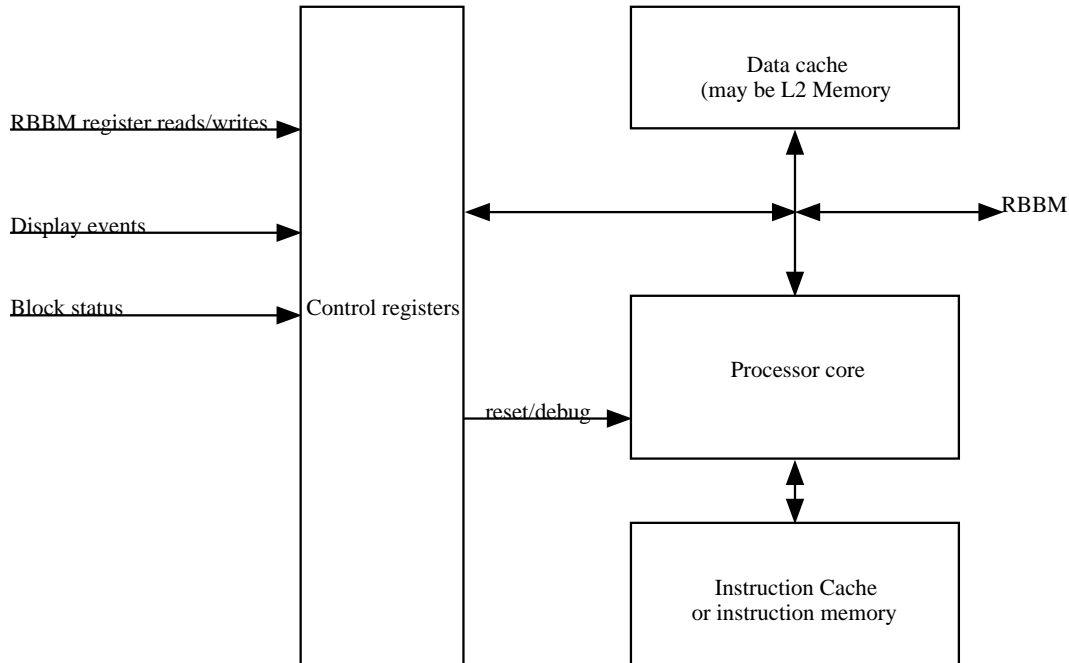 Data cache
(may be L2 Memory
RBBM register reads/writes
RBBM
Display events
Block status
Control registers
Processor core
reset/debug
Instruction Cache
or instruction memory